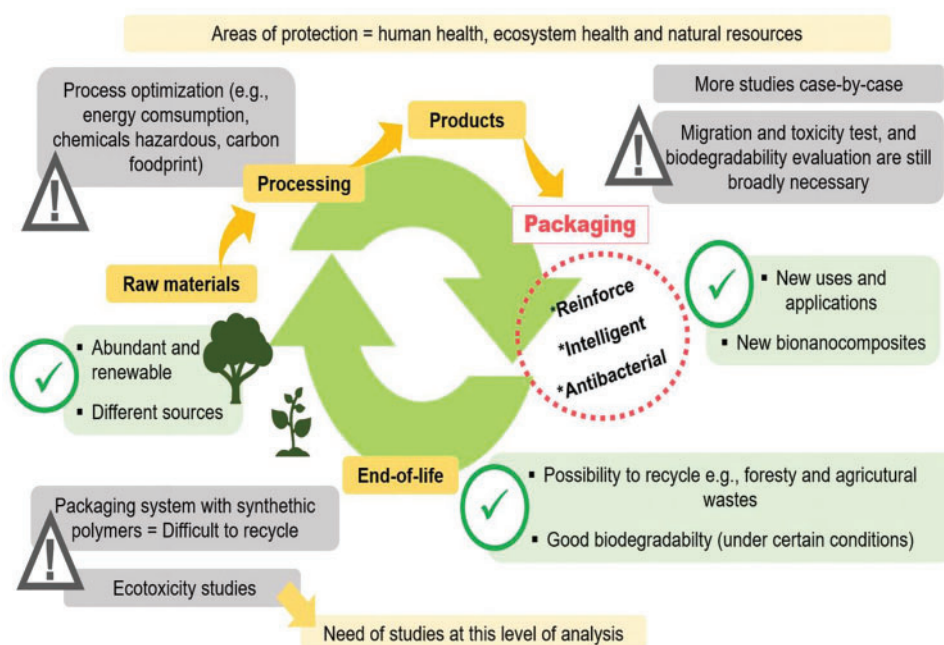 Areas of protection = human health, ecosystem health and natural resources
Process optimization (e.g.,
energy comsumption,
chemicals hazardous, carbon
foodprint)
Products
Processing
Raw materials
More studies case-by-case
Migration and toxicity test, and
biodegradability evaluation are still
broadly necessary
Packaging
*Reinforce
*Intelligent
*Antibacterial
▪ New uses and
applications
▪ New bionanocomposites
▪ Abundant and
renewable
▪ Different sources
End-of-life
▪ Possibility to recycle e.g., foresty and agricutural
wastes
▪ Good biodegradabilty (under certain conditions)
Packaging system with synthethic
polymers = Difficult to recycle
Ecotoxicity studies
Need of studies at this level of analysis